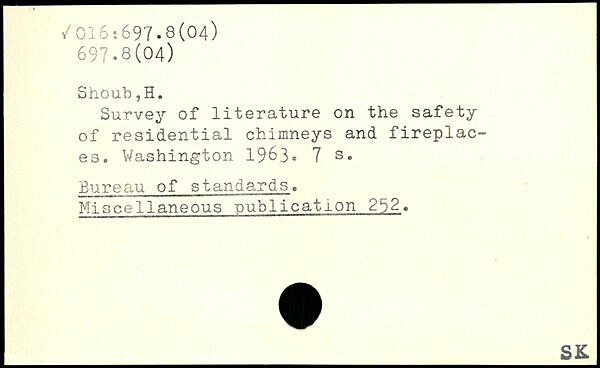 √016:697.8(04)
697.8(04)
Shoub,H.
Survey of literature on the safety
of residential chimneys and fireplac-
es. Washington 1963. 7 s.
Bureau of standards.
Miscellaneous publication 252.
SK